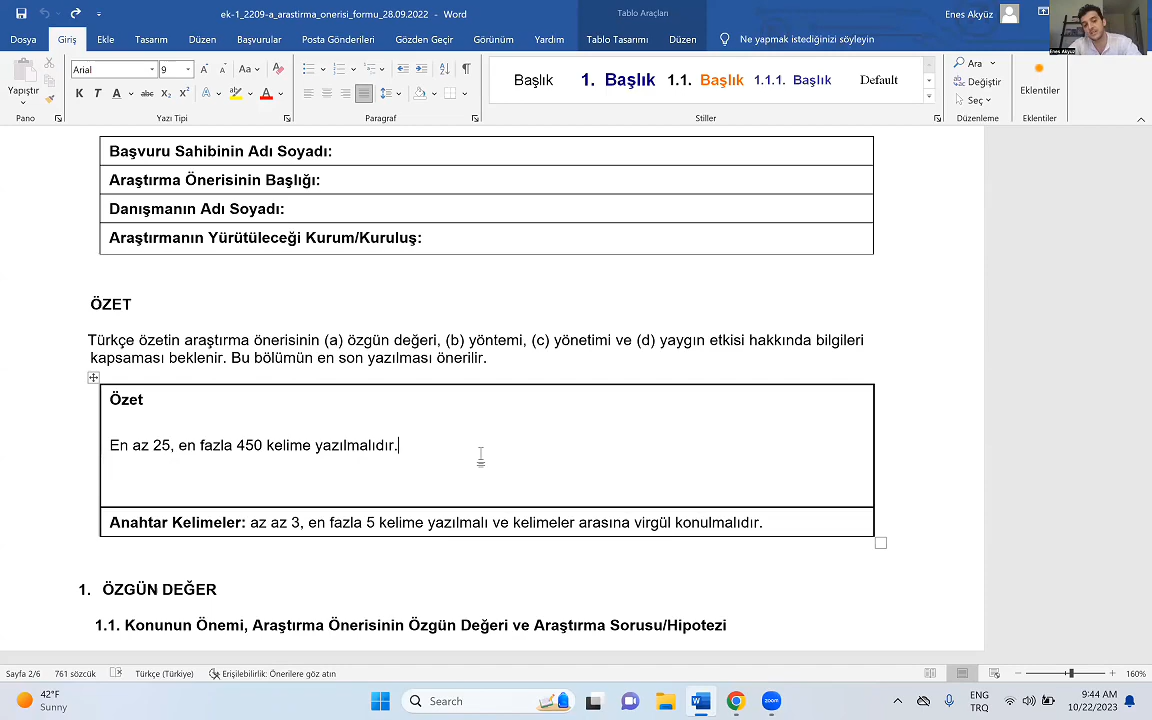 ek-1_2209-a_arastirma_onerisi_formu_28.09.2022 - Word
Tablo Araçları
Enes Akyüz
Dosya Giriş Ekle Tasarım Düzen Başvurular Posta Gönderileri Gözden Geçir Görünüm Yardım Tablo Tasarımı Düzen Ne yapmak istediğinizi söyleyin
Enes Akyüz
Yapıştır
Arial 9
Aa
K T A abc x₂ x² A A
Başlık
1. Başlık
1.1. Başlık
1.1.1. Başlık
Default
Ara
Değiştir
Seç
Eklentiler
Pano Yazı Tipi Paragraf Stiller Düzenleme Eklentiler
Başvuru Sahibinin Adı Soyadı:
Araştırma Önerisinin Başlığı:
Danışmanın Adı Soyadı:
Araştırmanın Yürütüleceği Kurum/Kuruluş:
ÖZET
Türkçe özetin araştırma önerisinin (a) özgün değeri, (b) yöntemi, (c) yönetimi ve (d) yaygın etkisi hakkında bilgileri
kapsaması beklenir. Bu bölümün en son yazılması önerilir.
Özet
En az 25, en fazla 450 kelime yazılmalıdır.
Anahtar Kelimeler: az az 3, en fazla 5 kelime yazılmalı ve kelimeler arasına virgül konulmalıdır.
1. ÖZGÜN DEĞER
1.1. Konunun Önemi, Araştırma Önerisinin Özgün Değeri ve Araştırma Sorusu/Hipotezi
Sayfa 2/6 761 sözcük Türkçe (Türkiye) Erişilebilirlik: Önerilere göz atın 160%
42°F
Sunny
Search
ENG
TRQ
9:44 AM
10/22/2023